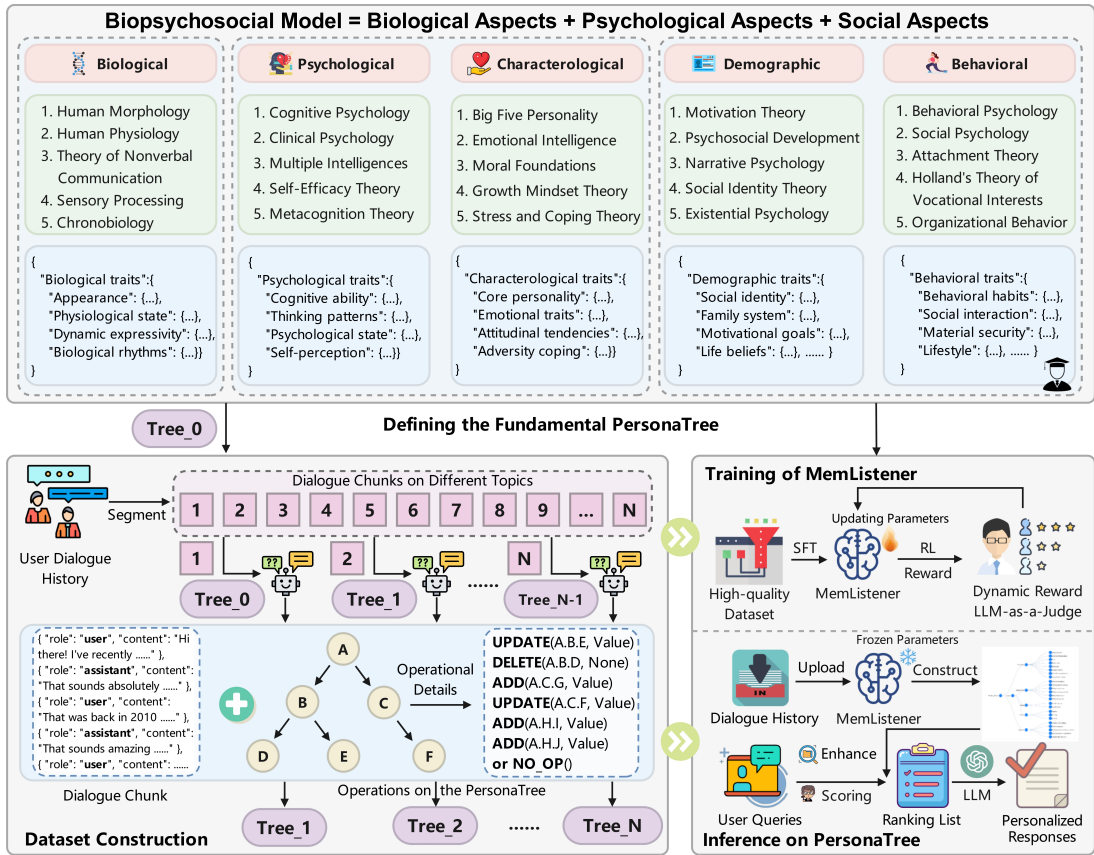 Biopsychosocial Model = Biological Aspects + Psychological Aspects + Social Aspects
Biological
1. Human Morphology
2. Human Physiology
3. Theory of Nonverbal
Communication
4. Sensory Processing
5. Chronobiology
{
"Biological traits":{
"Appearance": {...},
"Physiological state": {...},
"Dynamic expressivity": {...},
"Biological rhythms": {...}}
}
Psychological
1. Cognitive Psychology
2. Clinical Psychology
3. Multiple Intelligences
4. Self-Efficacy Theory
5. Metacognition Theory
{
"Psychological traits":{
"Cognitive ability": {...},
"Thinking patterns": {...},
"Psychological state": {...},
"Self-perception": {...}}
}
Characterological
1. Big Five Personality
2. Emotional Intelligence
3. Moral Foundations
4. Growth Mindset Theory
5. Stress and Coping Theory
{
"Characterological traits":{
"Core personality": {...},
"Emotional traits": {...},
"Attitudinal tendencies": {...},
"Adversity coping": {...}}
}
Demographic
1. Motivation Theory
2. Psychosocial Development
3. Narrative Psychology
4. Social Identity Theory
5. Existential Psychology
{
"Demographic traits":{
"Social identity": {...},
"Family system": {...},
"Motivational goals": {...},
"Life beliefs": {...}, ...... }
}
Behavioral
1. Behavioral Psychology
2. Social Psychology
3. Attachment Theory
4. Holland's Theory of
Vocational Interests
5. Organizational Behavior
{
"Behavioral traits":{
"Behavioral habits": {...},
"Social interaction": {...},
"Material security": {...},
"Lifestyle": {...}, ...... }
}
Tree_0
Defining the Fundamental PersonaTree
User Dialogue
History
Segment
Dialogue Chunks on Different Topics
1 2 3 4 5 6 7 8 9 ... N
1
??
Tree_0
2
??
Tree_1
......
N
??
Tree_N-1
{ "role": "user", "content": "Hi
there! I've recently ......" },
{ "role": "assistant", "content":
"That sounds absolutely ......" },
{ "role": "user", "content":
"That was back in 2010 ......" },
{ "role": "assistant", "content":
"That sounds amazing ......" },
{ "role": "user", "content": ......
Dialogue Chunk
A
B
C
D
E
F
Operational
Details
UPDATE(A.B.E, Value)
DELETE(A.B.D, None)
ADD(A.C.G, Value)
UPDATE(A.C.F, Value)
ADD(A.H.I, Value)
ADD(A.H.J, Value)
or NO_OP()
Operations on the PersonaTree
Dataset Construction
Tree_1
Tree_2
......
Tree_N
Training of MemListener
Updating Parameters
High-quality
Dataset
SFT
MemListener
RL
Reward
Dynamic Reward
LLM-as-a-Judge
Frozen Parameters
IN
Dialogue History
Upload
MemListener
Construct
User Queries
Enhance
Scoring
Ranking List
LLM
Personalized
Responses
Inference on PersonaTree